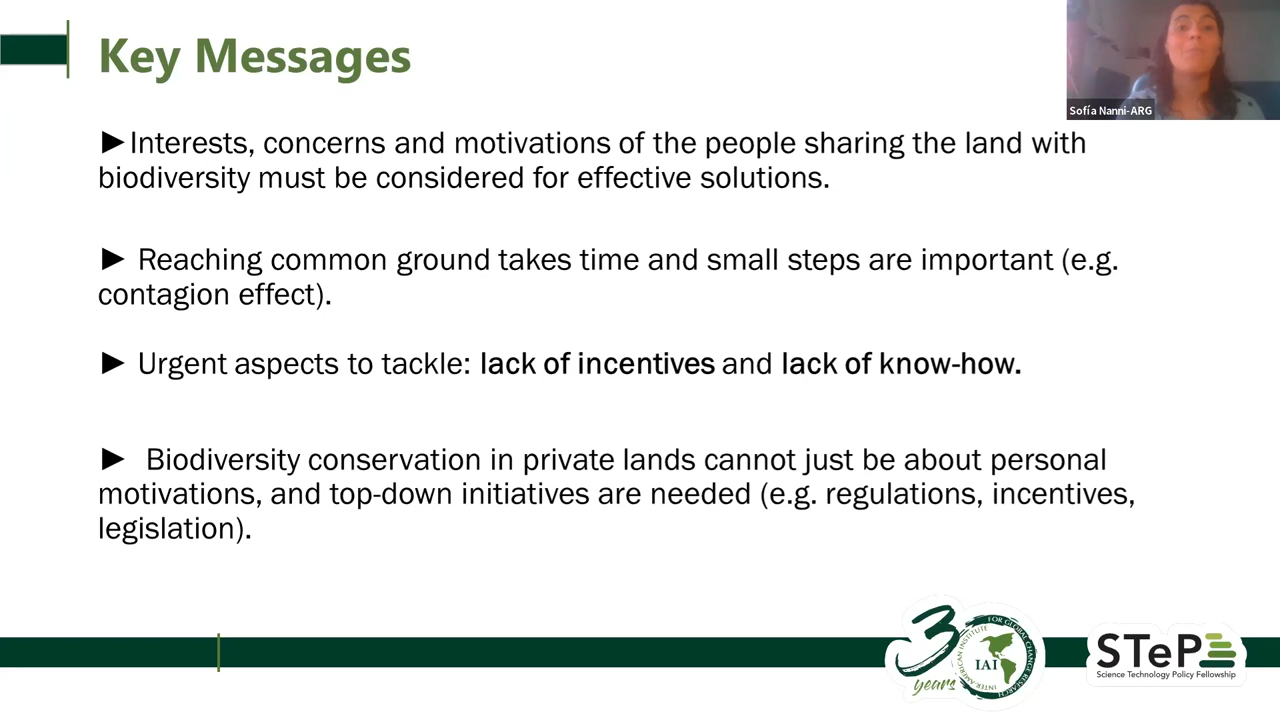 Key Messages
Sofía Nanni-ARG
►Interests, concerns and motivations of the people sharing the land with
biodiversity must be considered for effective solutions.
► Reaching common ground takes time and small steps are important (e.g.
contagion effect).
► Urgent aspects to tackle: lack of incentives and lack of know-how.
► Biodiversity conservation in private lands cannot just be about personal
motivations, and top-down initiatives are needed (e.g. regulations, incentives,
legislation).
3
years
INTER AMERICAN INSTITUTE FOR GLOBAL CHANGE RESEARCH
IAI
STeP
Science Technology Policy Fellowship